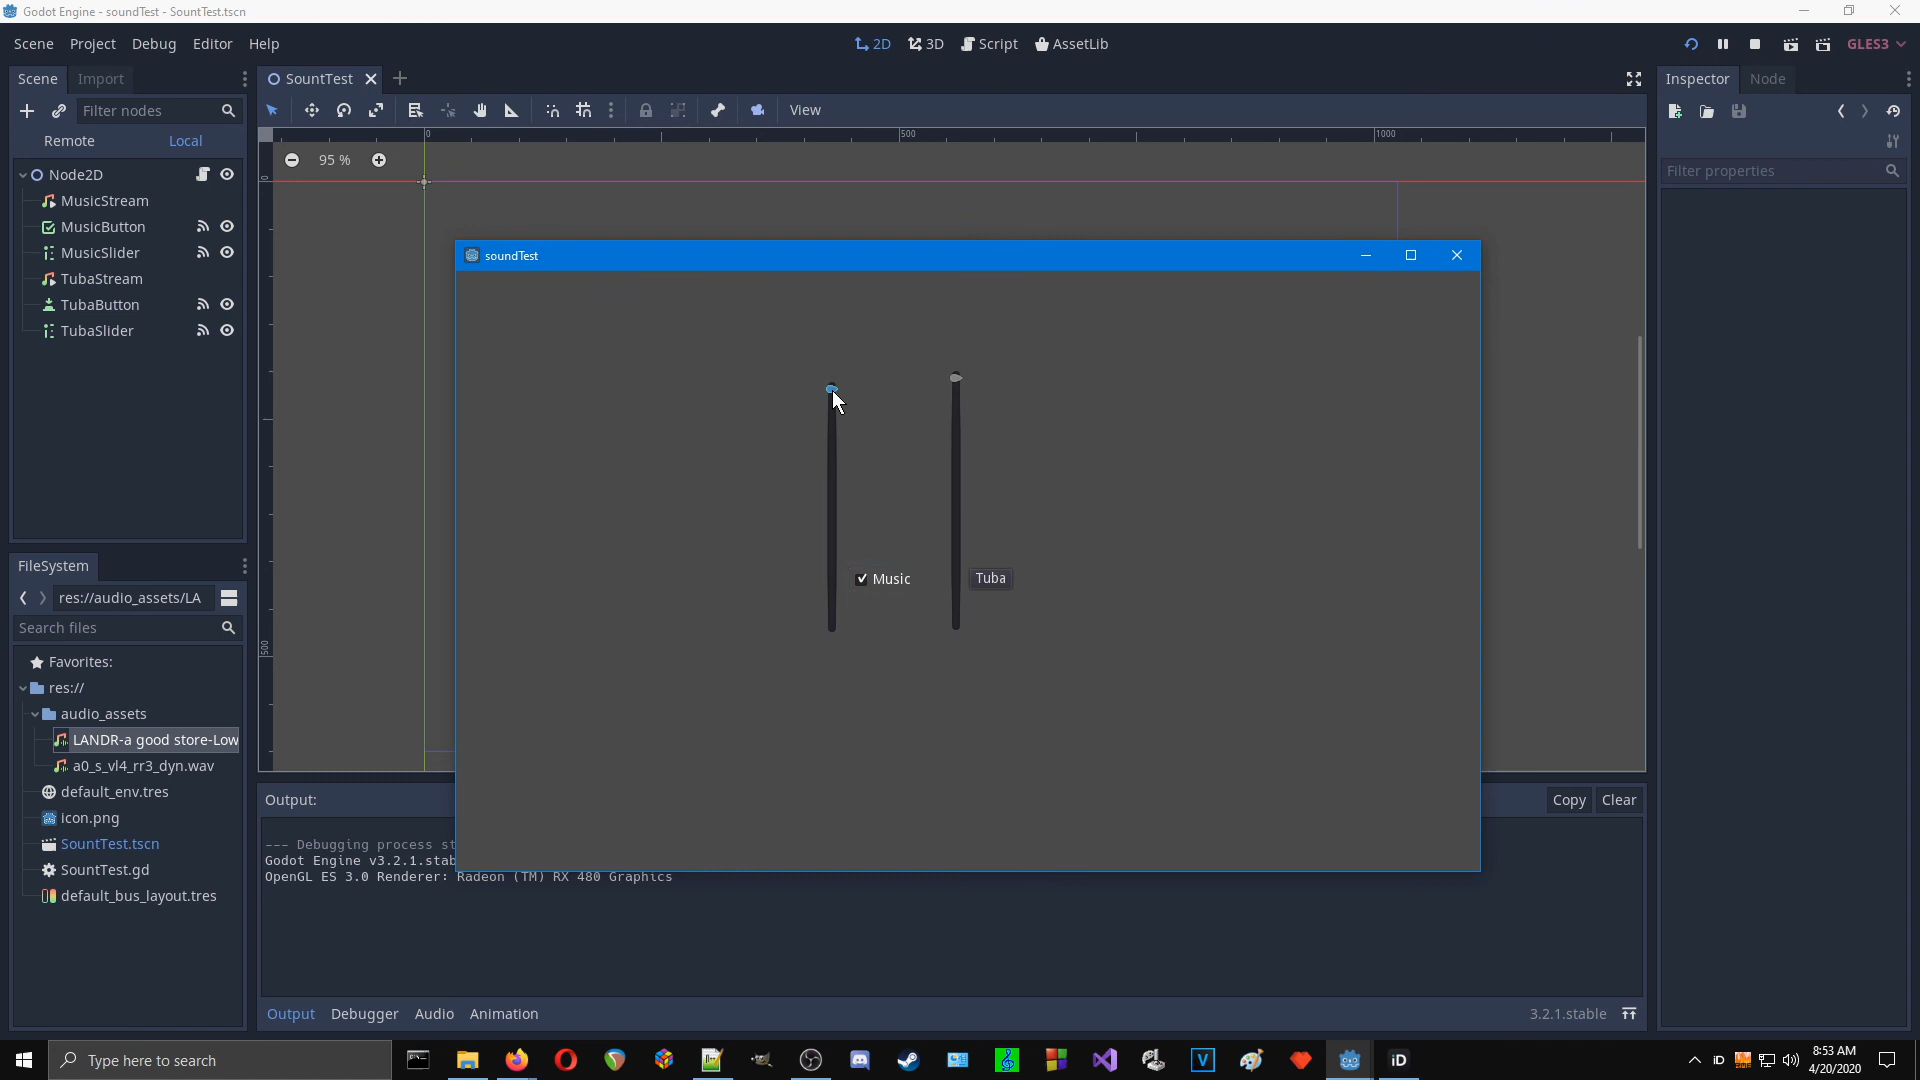 Godot Engine - soundTest - SountTest.tscn
Scene Project Debug Editor Help
2D 3D Script AssetLib
GLES3
Scene Import
SountTest
Inspector Node
Filter nodes
View
Remote Local
0 500 1000
95 %
0
500
Filter properties
Node2D
MusicStream
MusicButton
MusicSlider
TubaStream
TubaButton
TubaSlider
soundTest
Music
Tuba
FileSystem
res://audio_assets/LA
Search files
Favorites:
res://
audio_assets
LANDR-a good store-Low
a0_s_vl4_rr3_dyn.wav
default_env.tres
icon.png
SountTest.tscn
SountTest.gd
default_bus_layout.tres
Output:
Copy Clear
--- Debugging process st
Godot Engine v3.2.1.stab
OpenGL ES 3.0 Renderer: Radeon (TM) RX 480 Graphics
Output Debugger Audio Animation
3.2.1.stable
Type here to search
iD
iD
8:53 AM
4/20/2020